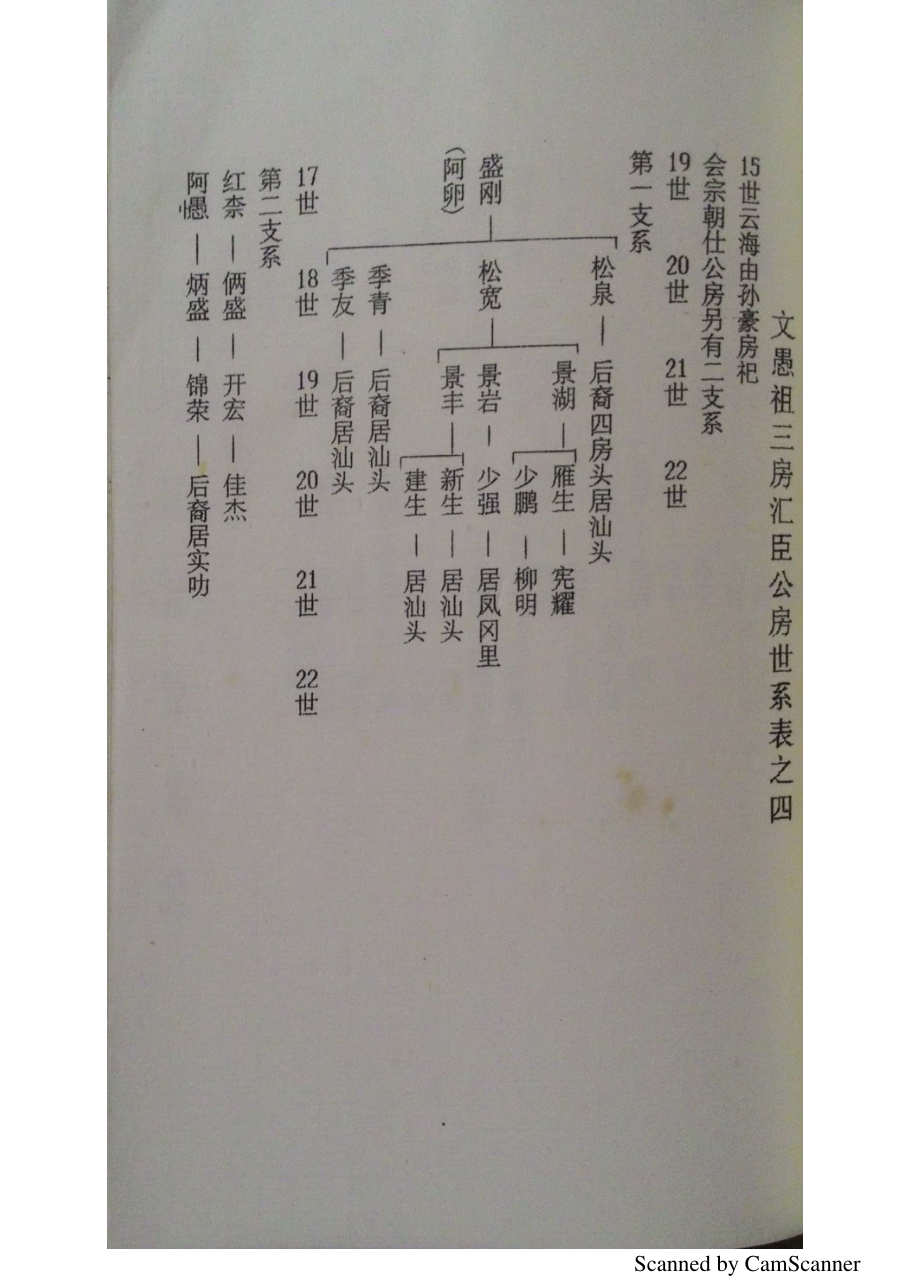 文愚祖三房汇臣公房世系表之四
15世云海由孙豪房祀
会宗朝仕公房另有二支系
19世 20世 21世 22世
第一支系
松泉—后裔四房头居汕头
景湖 雁生—宪耀
少鹏—柳明
盛刚—松宽 景岩—少强—居凤冈里
(阿卵)
景丰 新生—居汕头
建生—居汕头
季青—后裔居汕头
季友—后裔居汕头
17世 18世 19世 20世 21世 22世
第二支系
红柰—俩盛—开宏—佳杰
阿愚—炳盛—锦荣—后裔居实叻
Scanned by CamScanner